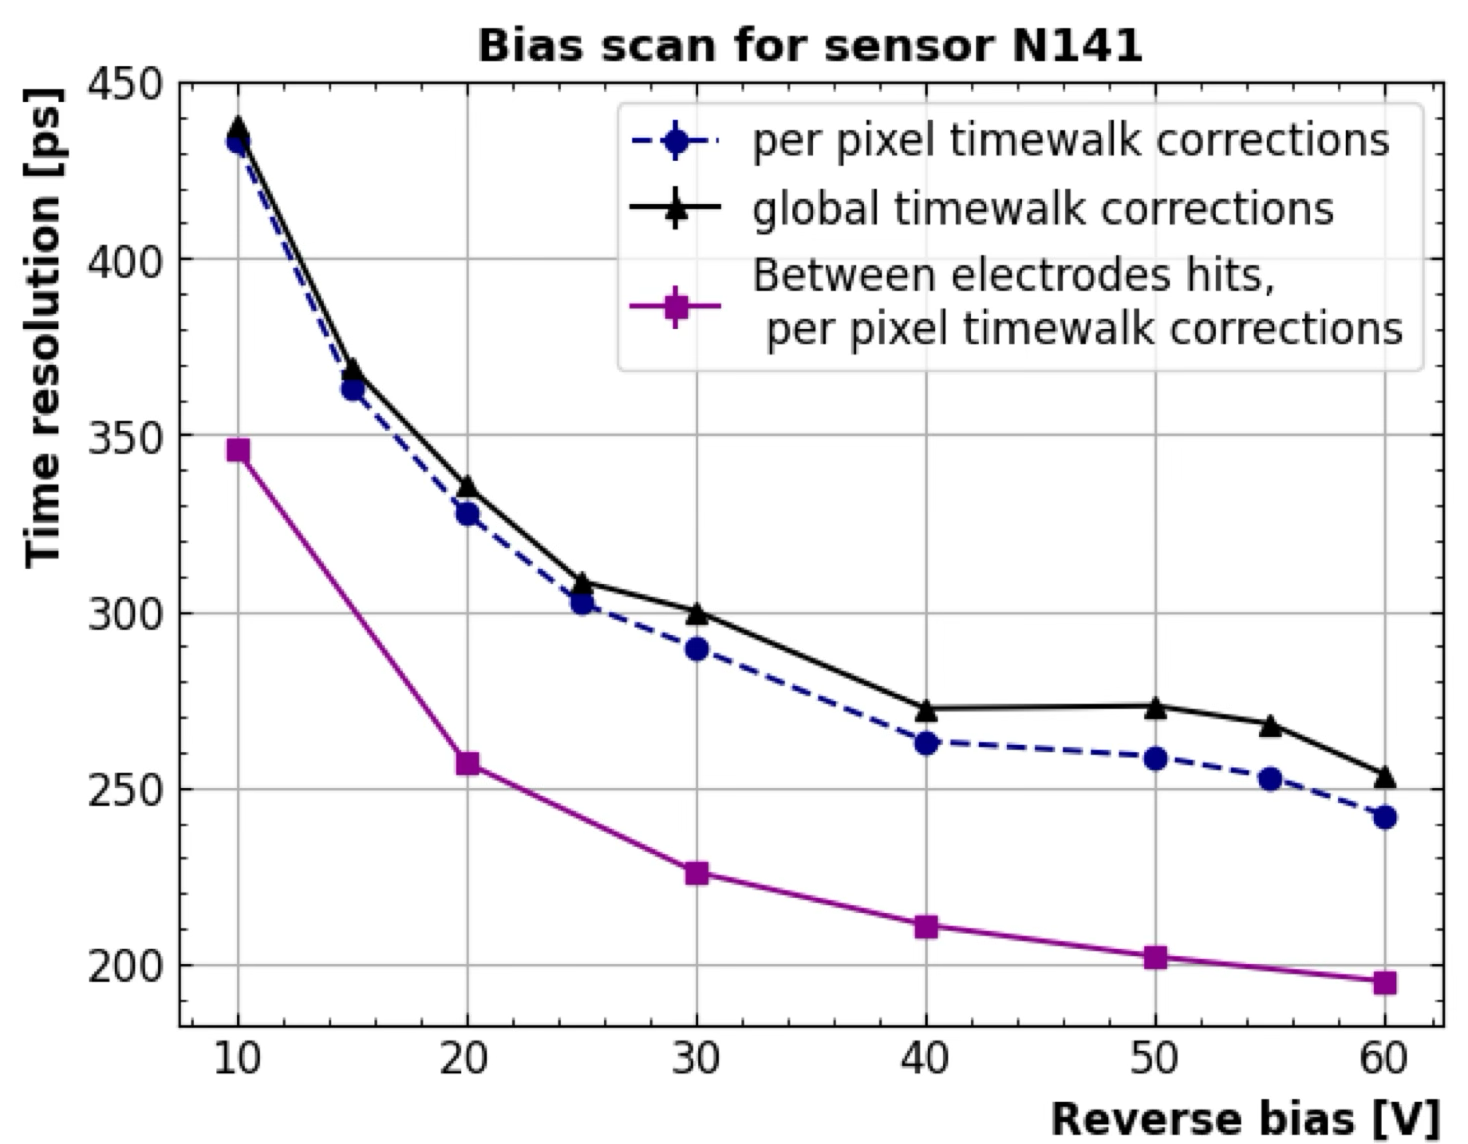 Bias scan for sensor N141
Time resolution [ps]
450
400
350
300
250
200
per pixel timewalk corrections
global timewalk corrections
Between electrodes hits,
per pixel timewalk corrections
10 20 30 40 50 60
Reverse bias [V]